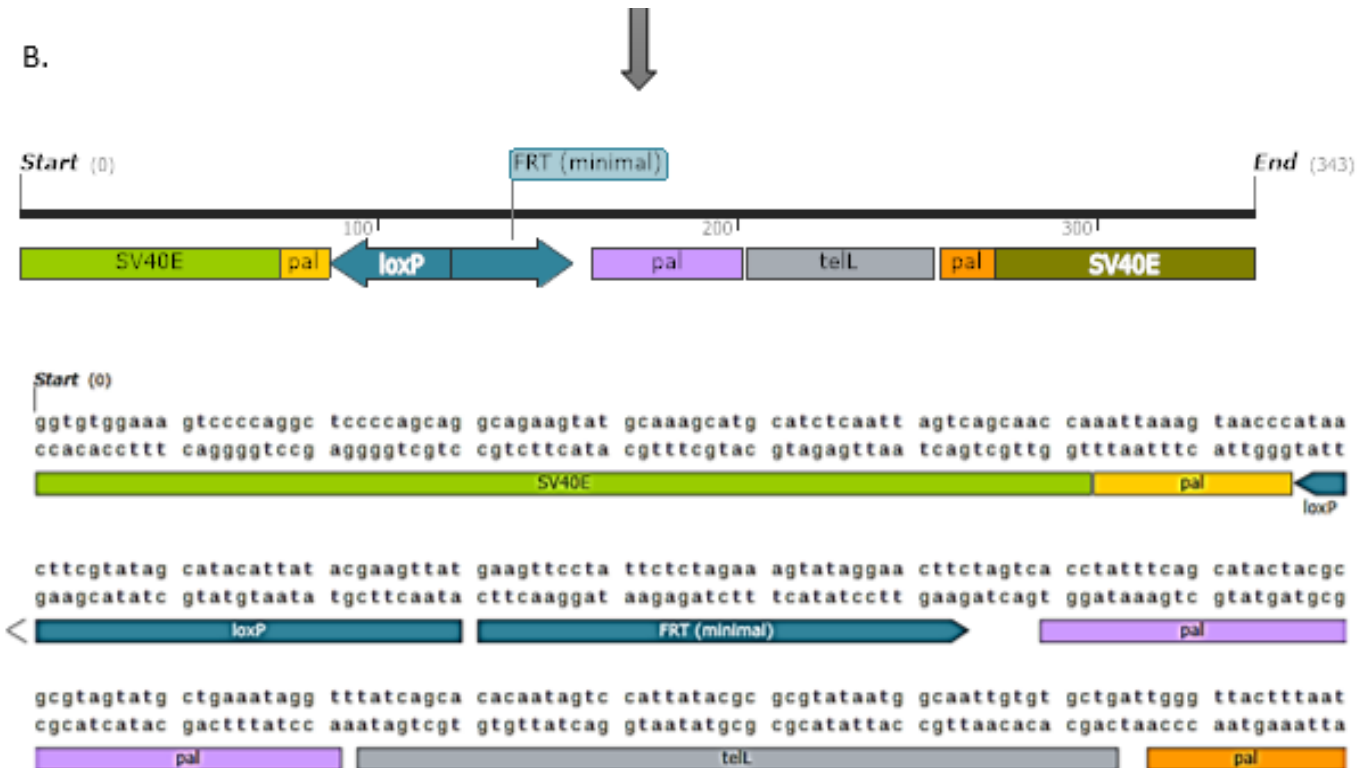 B.
Start (0)
FRT (minimal)
End (343)
100
200
300
SV40E pal loxP pal telL pal SV40E
Start (0)
ggtgtggaaa gtccccaggc tccccagcag gcagaagtat gcaaagcatg catctcaatt agtcagcaac caaattaaag taacccataa
ccacaccttt caggggtccg aggggtcgtc cgtcttcata cgtttcgtac gtagagttaa tcagtcgttg gtttaatttc attgggtatt
SV40E pal
loxP
cttcgtatag catacattat acgaagttat gaagttccta ttctctagaa agtataggaa cttctagtca cctatttcag catactacgc
gaagcatatc gtatgtaata tgcttcaata cttcaaggat aagagatctt tcatatcctt gaagatcagt ggataaagtc gtatgatgcg
< loxP FRT (minimal) pal
gcgtagtatg ctgaaatagg tttatcagca cacaatagtc cattatacgc gcgtataatg gcaattgtgt gctgattggg ttactttaat
cgcatcatac gactttatcc aaatagtcgt gtgttatcag gtaatatgcg cgcatattac cgttaacaca cgactaaccc aatgaaatta
pal telL pal